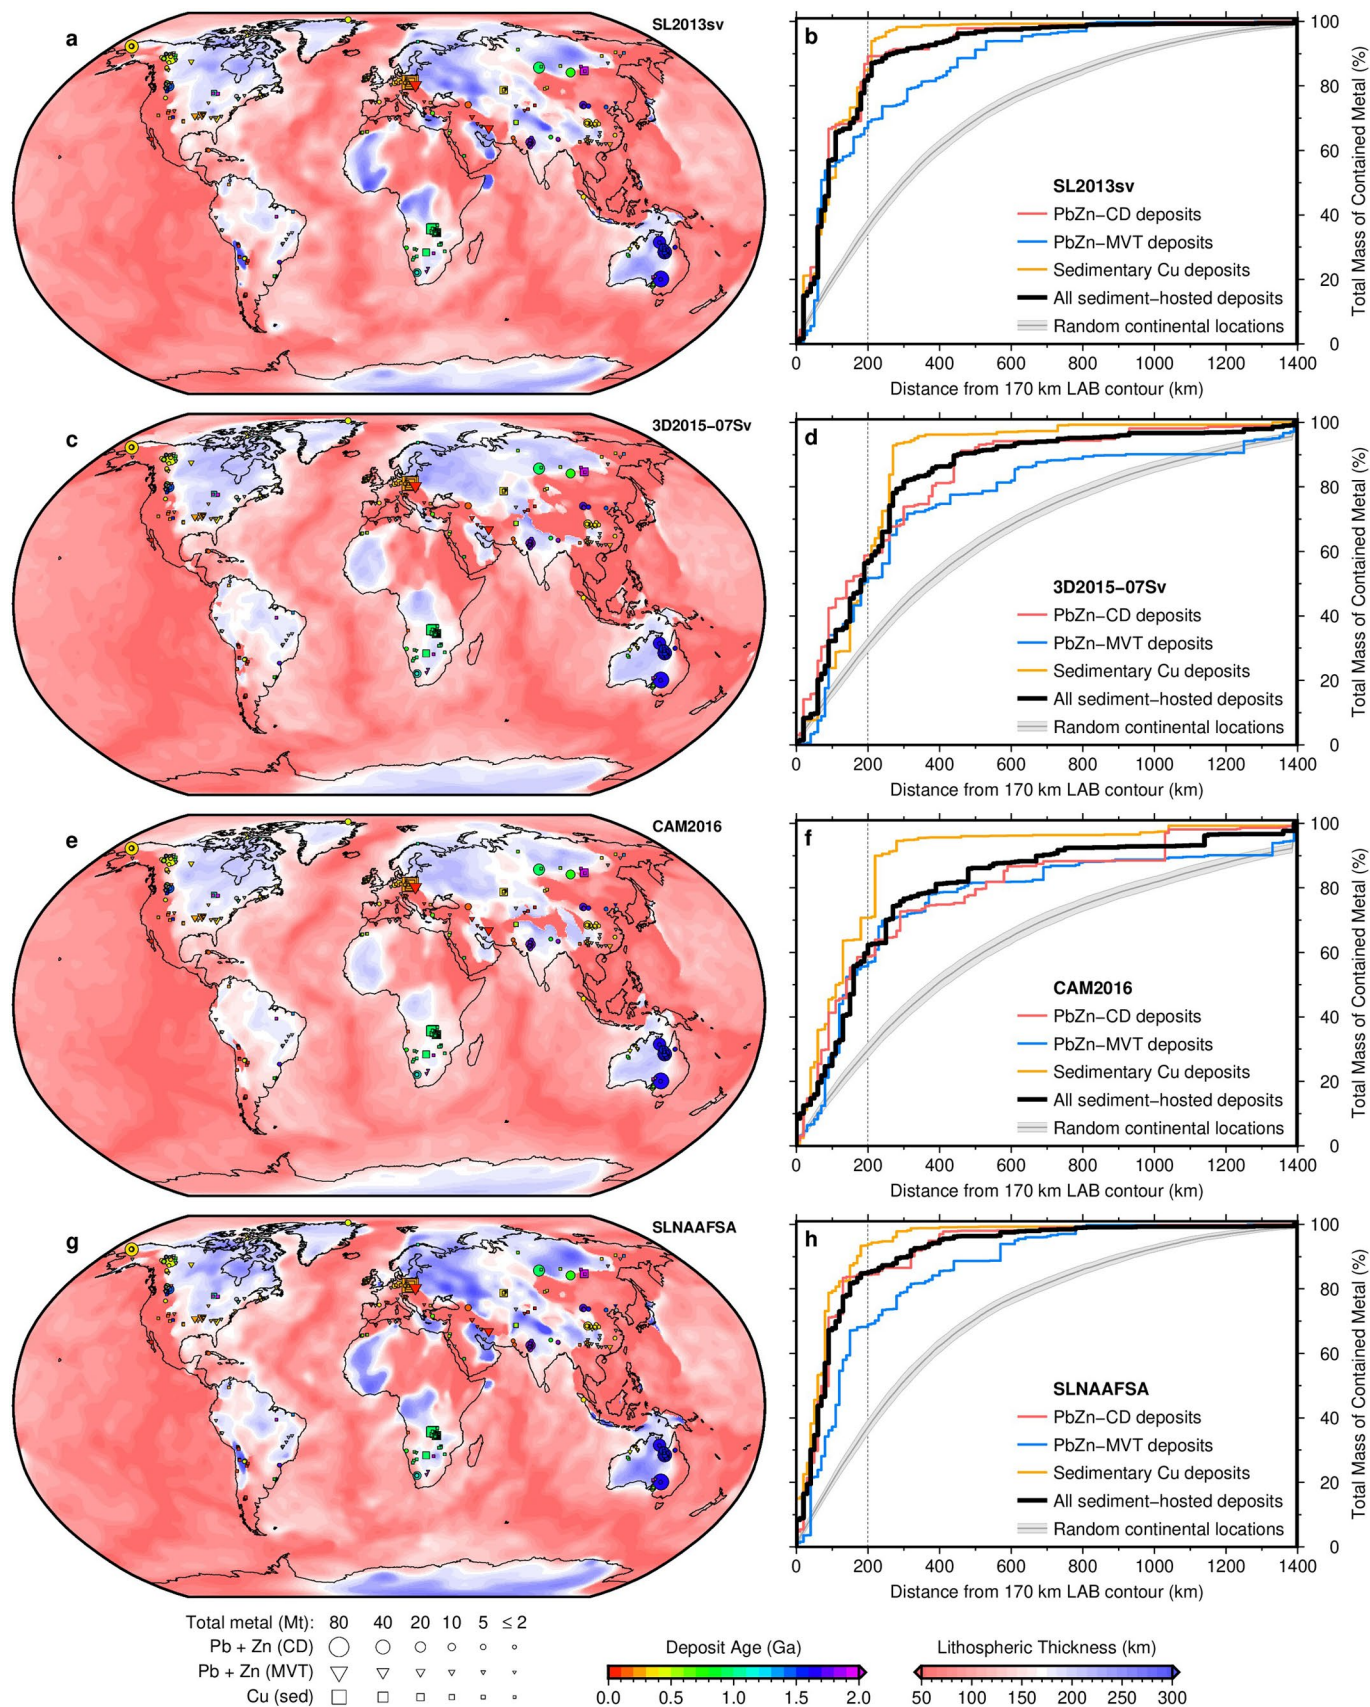 a
SL2013sv
b
100
80
60
40
20
0
Total Mass of Contained Metal (%)
SL2013sv
PbZn−CD deposits
PbZn−MVT deposits
Sedimentary Cu deposits
All sediment−hosted deposits
Random continental locations
0 200 400 600 800 1000 1200 1400
Distance from 170 km LAB contour (km)
c
3D2015−07Sv
d
100
80
60
40
20
0
Total Mass of Contained Metal (%)
3D2015−07Sv
PbZn−CD deposits
PbZn−MVT deposits
Sedimentary Cu deposits
All sediment−hosted deposits
Random continental locations
0 200 400 600 800 1000 1200 1400
Distance from 170 km LAB contour (km)
e
CAM2016
f
100
80
60
40
20
0
Total Mass of Contained Metal (%)
CAM2016
PbZn−CD deposits
PbZn−MVT deposits
Sedimentary Cu deposits
All sediment−hosted deposits
Random continental locations
0 200 400 600 800 1000 1200 1400
Distance from 170 km LAB contour (km)
g
SLNAAFSA
h
100
80
60
40
20
0
Total Mass of Contained Metal (%)
SLNAAFSA
PbZn−CD deposits
PbZn−MVT deposits
Sedimentary Cu deposits
All sediment−hosted deposits
Random continental locations
0 200 400 600 800 1000 1200 1400
Distance from 170 km LAB contour (km)
Total metal (Mt): 80 40 20 10 5 ≤ 2
Pb + Zn (CD)
Pb + Zn (MVT)
Cu (sed)
Deposit Age (Ga)
0.0 0.5 1.0 1.5 2.0
Lithospheric Thickness (km)
50 100 150 200 250 300